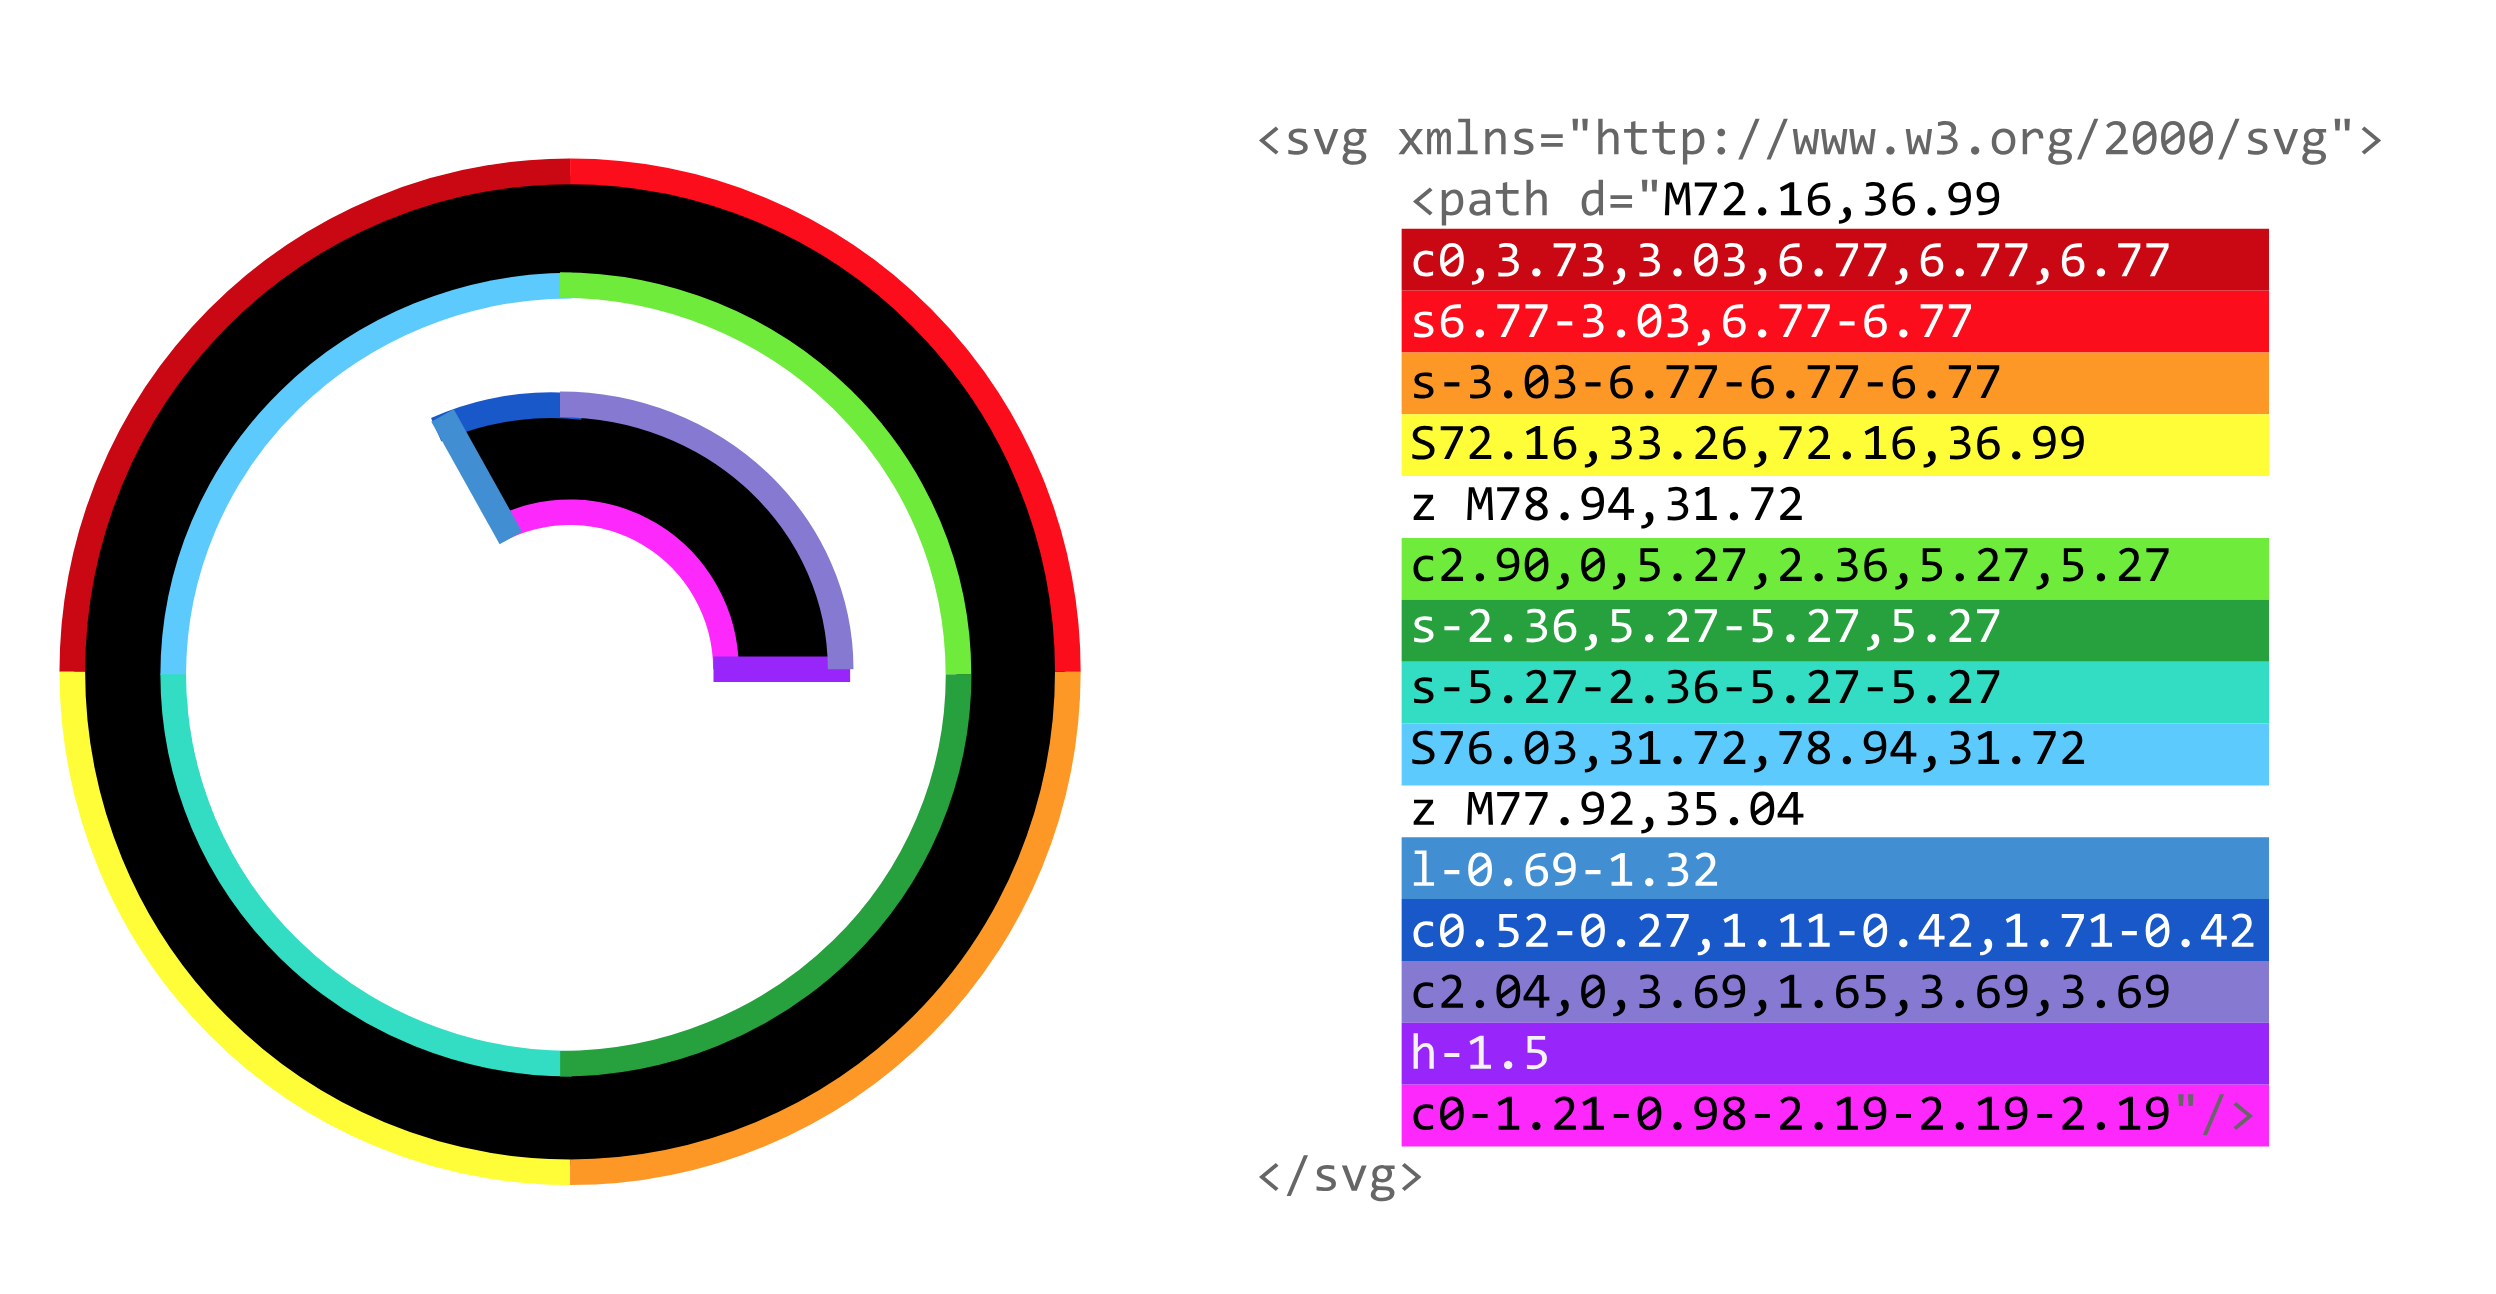 <svg xmlns="http://www.w3.org/2000/svg">
<path d="M72.16,36.99
c0,3.73,3.03,6.77,6.77,6.77
s6.77-3.03,6.77-6.77
s-3.03-6.77-6.77-6.77
S72.16,33.26,72.16,36.99
z M78.94,31.72
c2.90,0,5.27,2.36,5.27,5.27
s-2.36,5.27-5.27,5.27
s-5.27-2.36-5.27-5.27
S76.03,31.72,78.94,31.72
z M77.92,35.04
l-0.69-1.32
c0.52-0.27,1.11-0.42,1.71-0.42
c2.04,0,3.69,1.65,3.69,3.69
h-1.5
c0-1.21-0.98-2.19-2.19-2.19"/>
</svg>